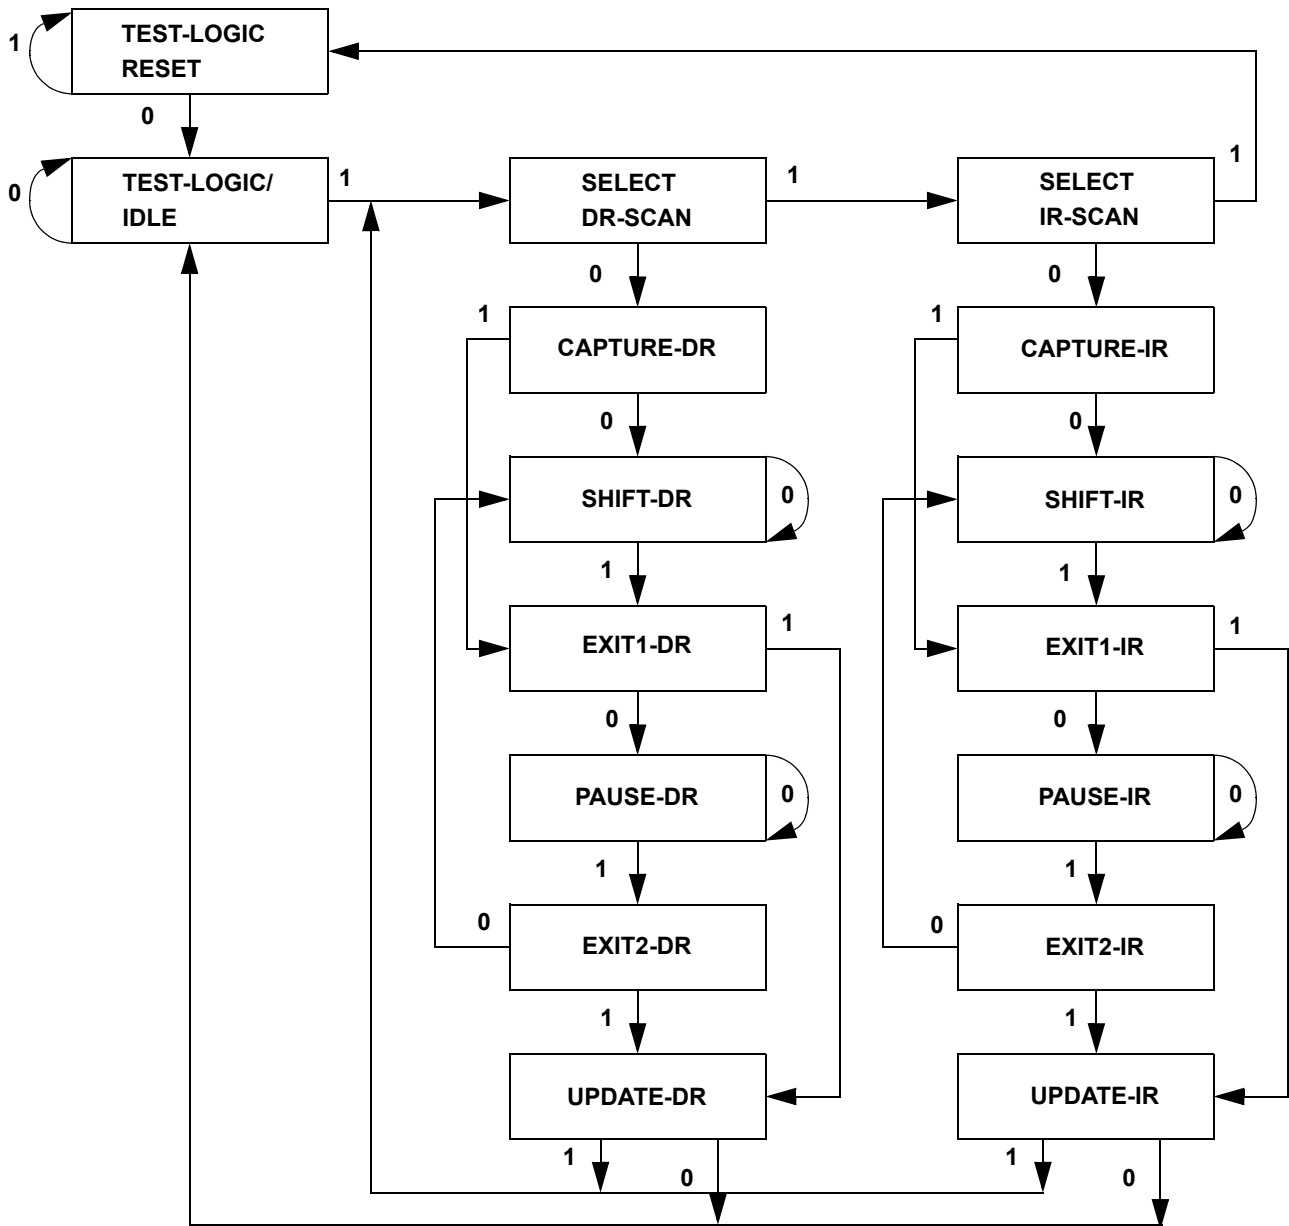 1
TEST-LOGIC
RESET
0
0
TEST-LOGIC/
IDLE
1
SELECT
DR-SCAN
1
SELECT
IR-SCAN
1
0
0
1
CAPTURE-DR
1
CAPTURE-IR
0
0
SHIFT-DR
0
SHIFT-IR
0
1
1
EXIT1-DR
1
EXIT1-IR
1
0
0
PAUSE-DR
0
PAUSE-IR
0
1
1
0
EXIT2-DR
0
EXIT2-IR
1
1
UPDATE-DR
UPDATE-IR
1
0
1
0